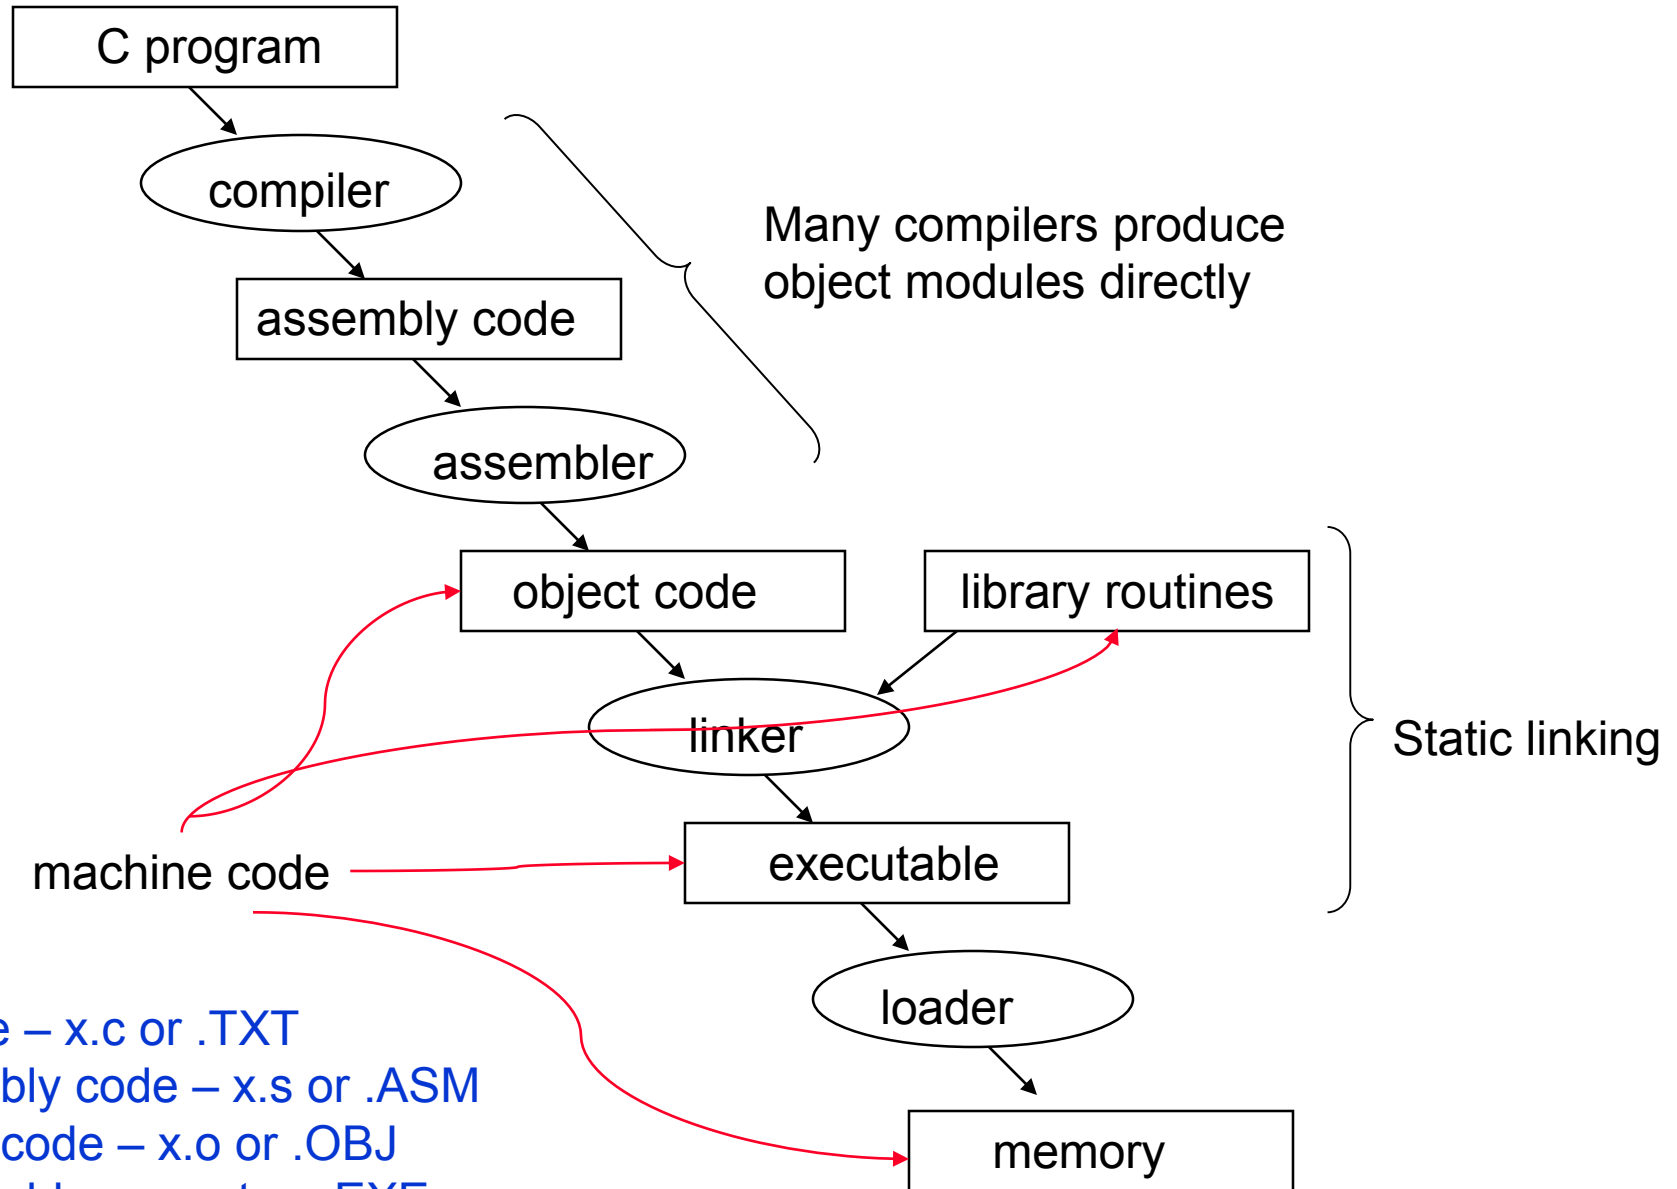 C program
compiler
Many compilers produce
object modules directly
assembly code
assembler
object code
library routines
linker
Static linking
machine code
executable
loader
– x.c or .TXT
code – x.s or .ASM
code – x.o or .OBJ
memory